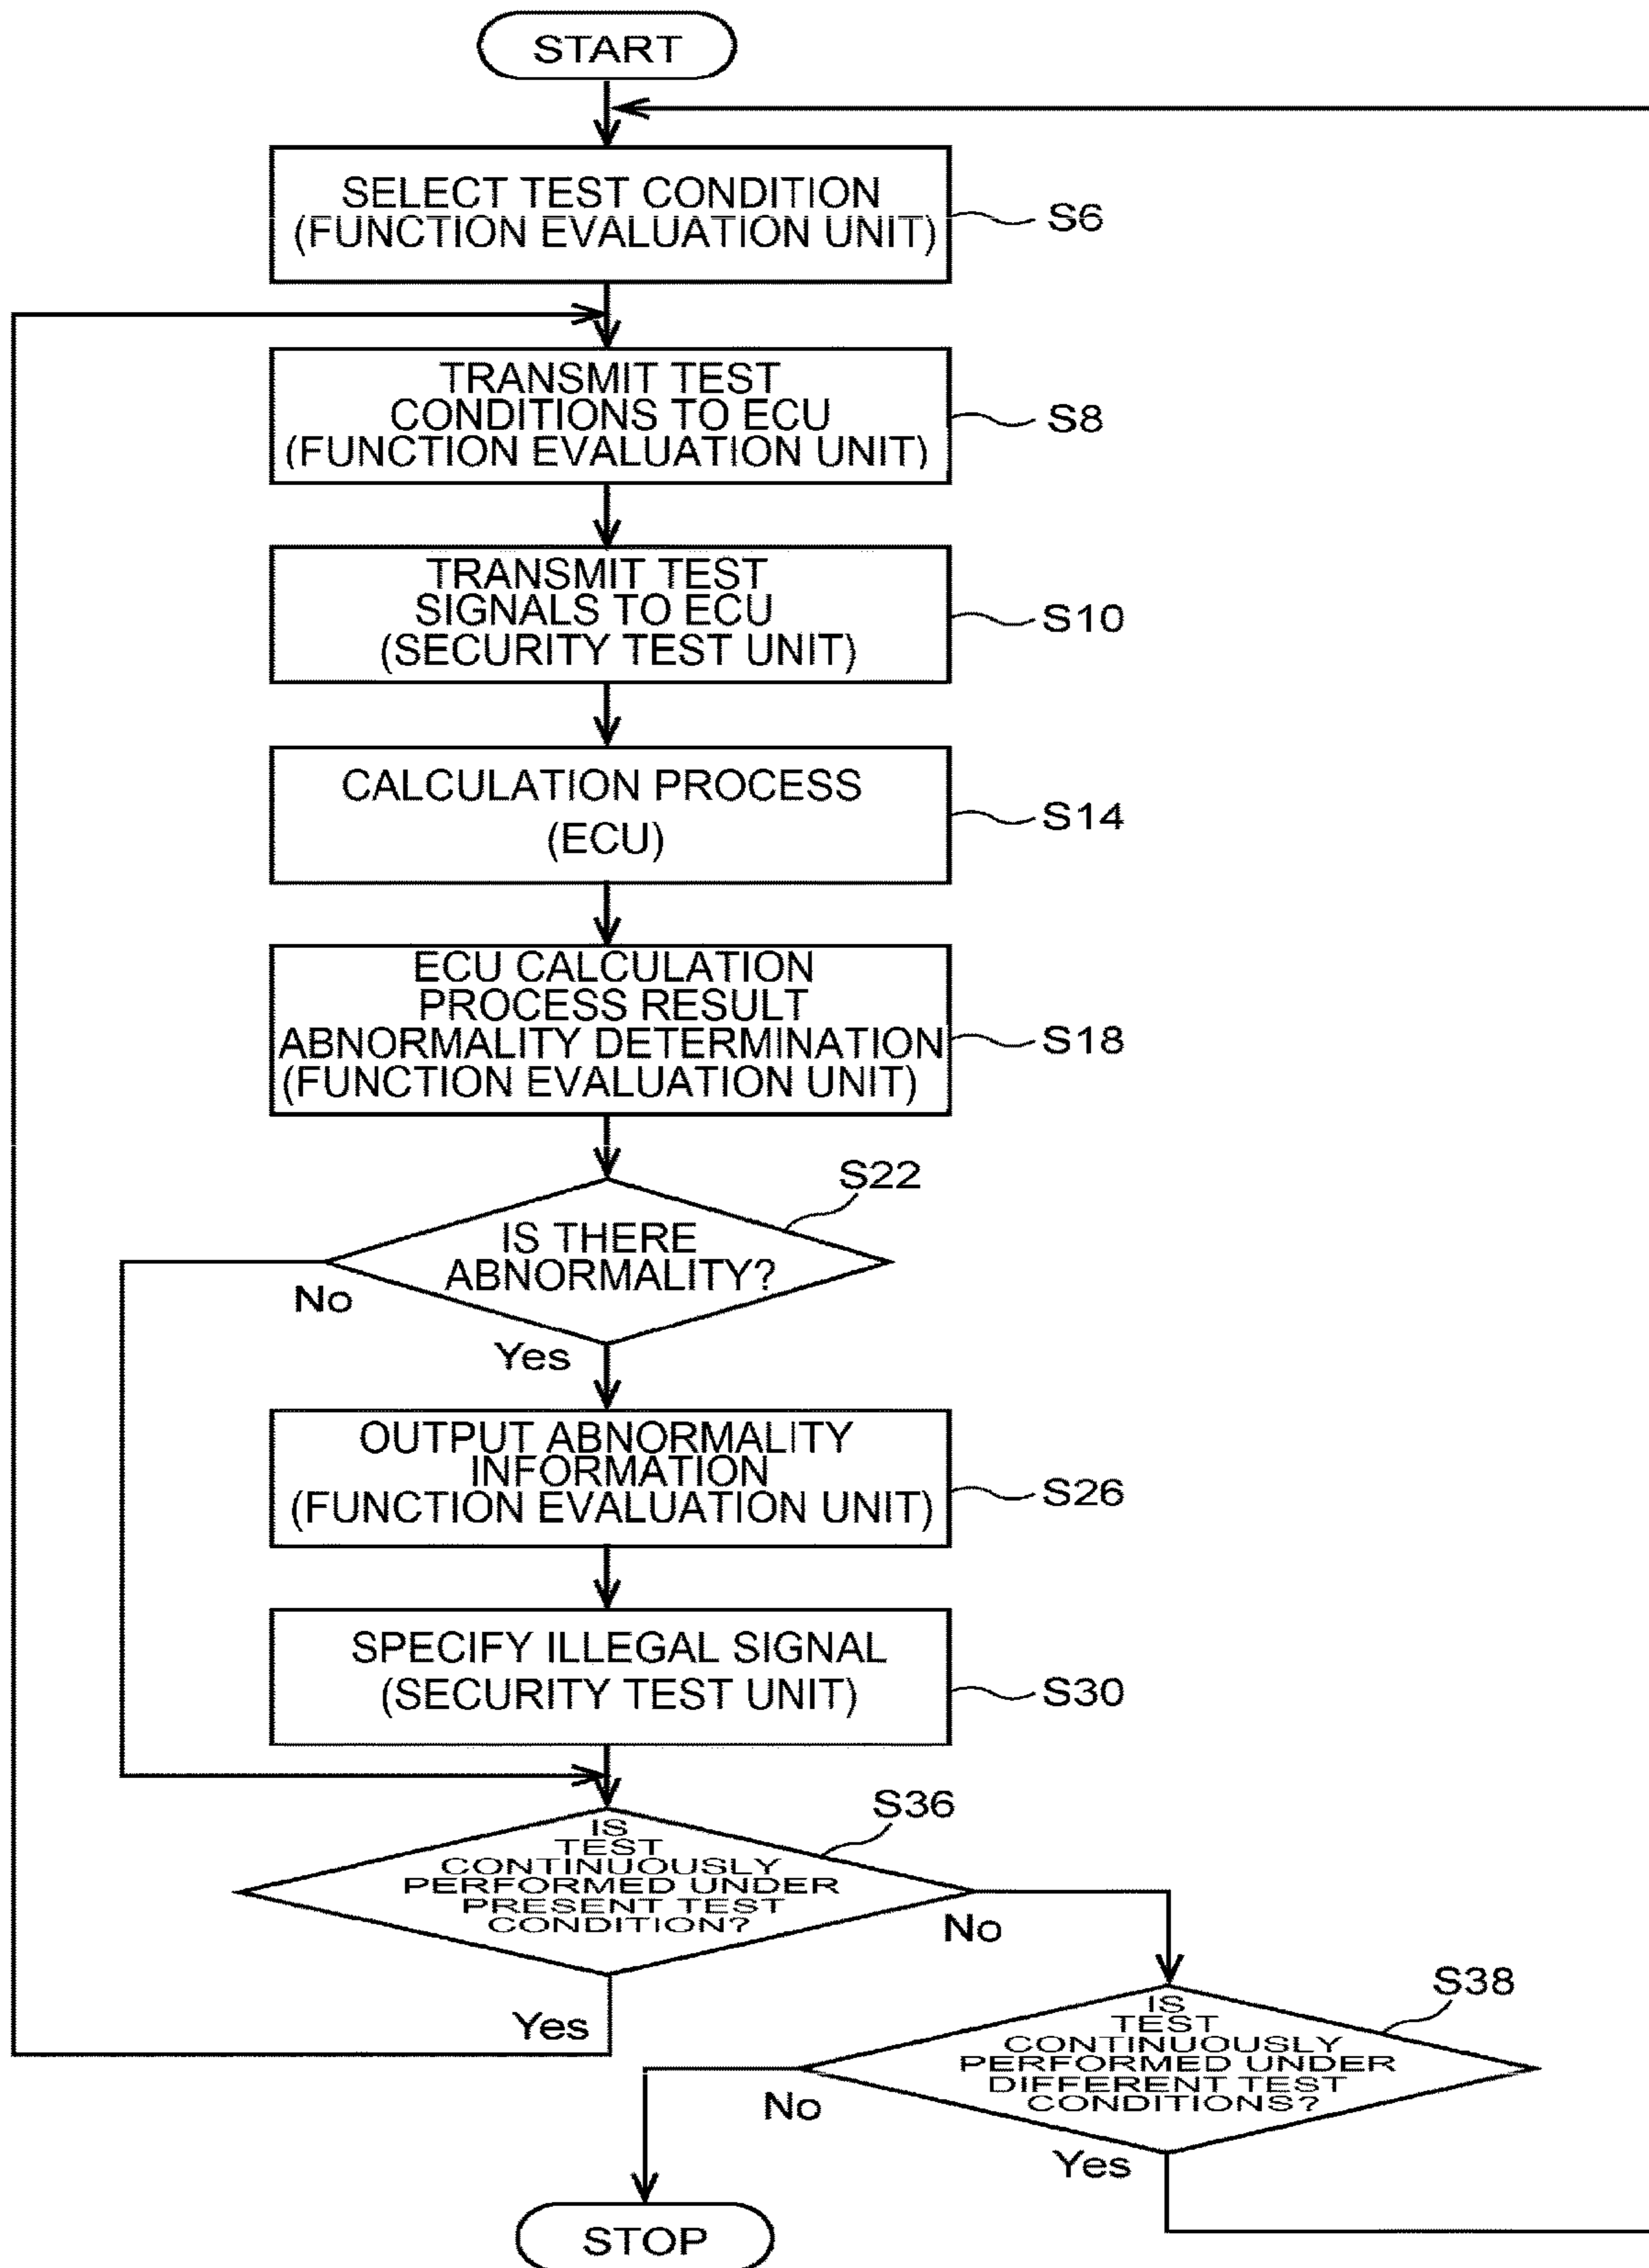 START
SELECT TEST CONDITION
(FUNCTION EVALUATION UNIT)
S6
TRANSMIT TEST
CONDITIONS TO ECU
(FUNCTION EVALUATION UNIT)
S8
TRANSMIT TEST
SIGNALS TO ECU
(SECURITY TEST UNIT)
S10
CALCULATION PROCESS
(ECU)
S14
ECU CALCULATION
PROCESS RESULT
ABNORMALITY DETERMINATION
(FUNCTION EVALUATION UNIT)
S18
S22
IS THERE
ABNORMALITY?
No
Yes
OUTPUT ABNORMALITY
INFORMATION
(FUNCTION EVALUATION UNIT)
S26
SPECIFY ILLEGAL SIGNAL
(SECURITY TEST UNIT)
S30
S36
IS
TEST
CONTINUOUSLY
PERFORMED UNDER
PRESENT TEST
CONDITION?
No
Yes
S38
IS
TEST
CONTINUOUSLY
PERFORMED UNDER
DIFFERENT TEST
CONDITIONS?
No
Yes
STOP